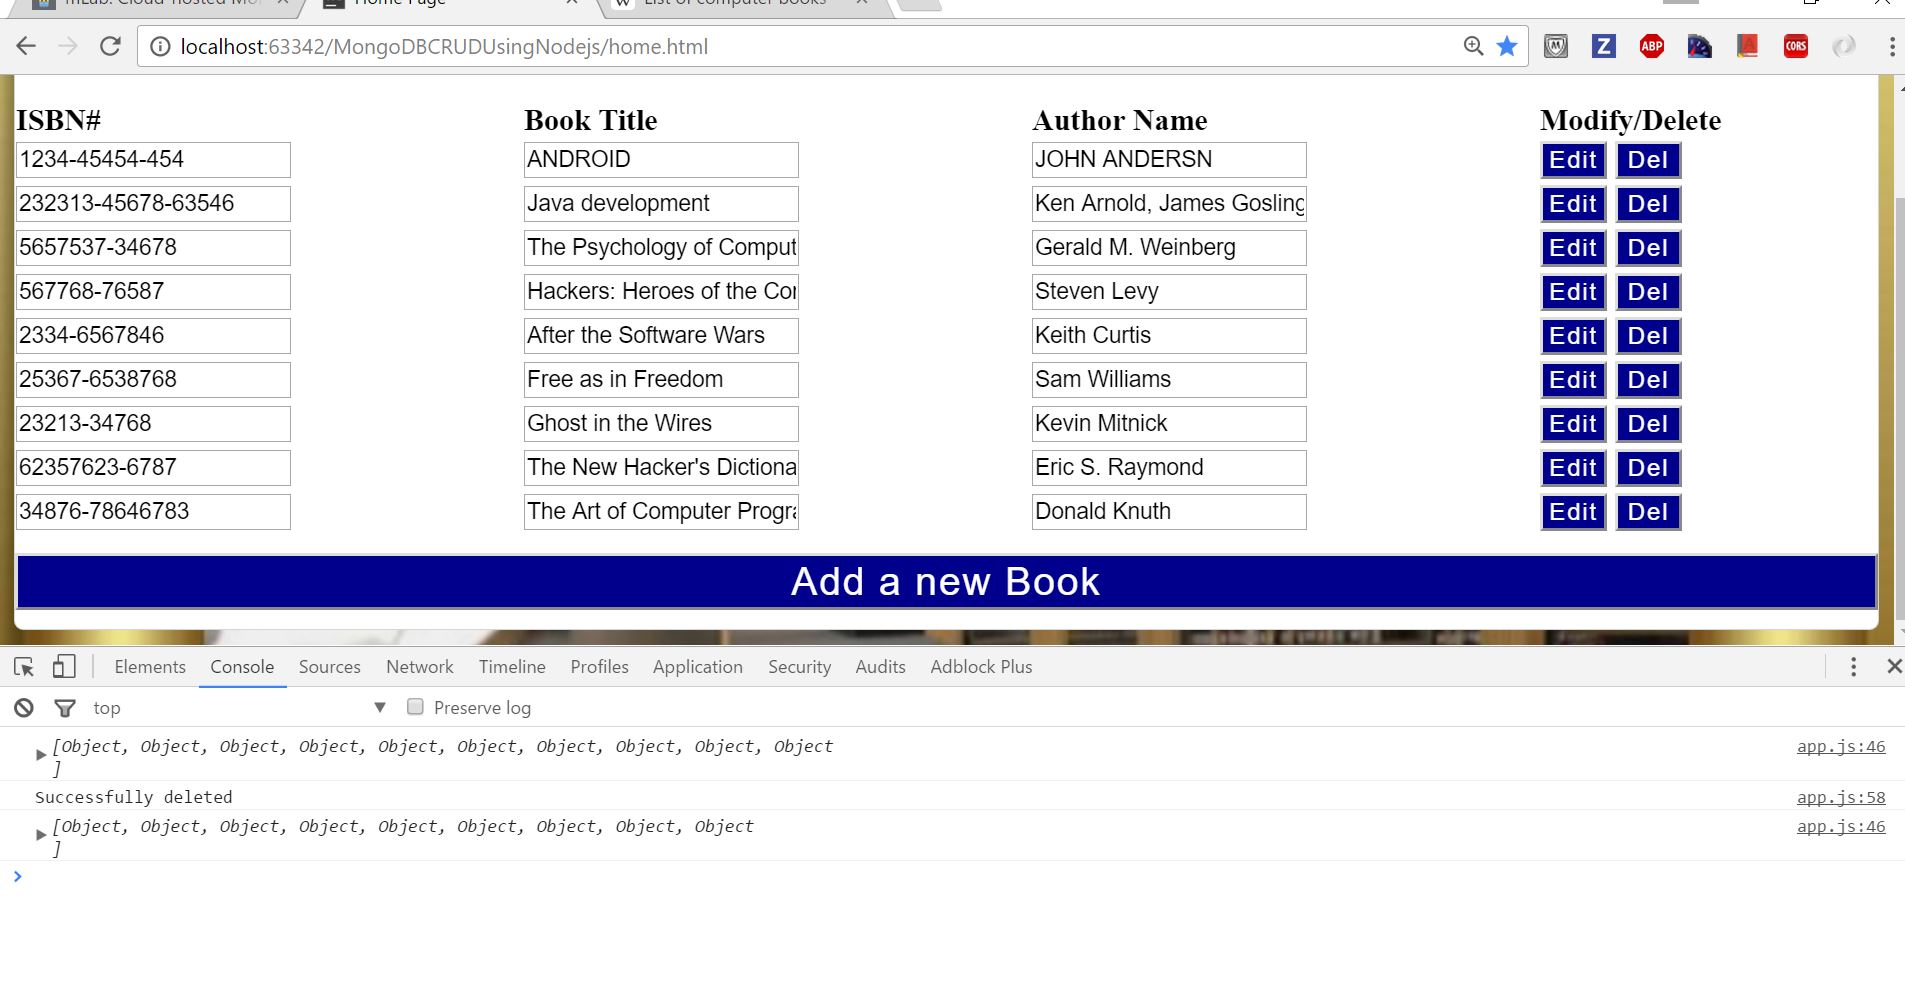 mLab: Cloud-hosted Mo Home Page List of computer books
localhost:63342/MongoDBCRUDUsingNodejs/home.html Z ABP A CORS
ISBN# Book Title Author Name Modify/Delete
1234-45454-454 ANDROID JOHN ANDERSN Edit Del
232313-45678-63546 Java development Ken Arnold, James Gosling Edit Del
5657537-34678 The Psychology of Comput Gerald M. Weinberg Edit Del
567768-76587 Hackers: Heroes of the Co Steven Levy Edit Del
2334-6567846 After the Software Wars Keith Curtis Edit Del
25367-6538768 Free as in Freedom Sam Williams Edit Del
23213-34768 Ghost in the Wires Kevin Mitnick Edit Del
62357623-6787 The New Hacker's Dictiona Eric S. Raymond Edit Del
34876-78646783 The Art of Computer Progra Donald Knuth Edit Del
Add a new Book
Elements Console Sources Network Timeline Profiles Application Security Audits Adblock Plus
top Preserve log
[Object, Object, Object, Object, Object, Object, Object, Object, Object, Object app.js:46
]
Successfully deleted app.js:58
[Object, Object, Object, Object, Object, Object, Object, Object, Object app.js:46
]